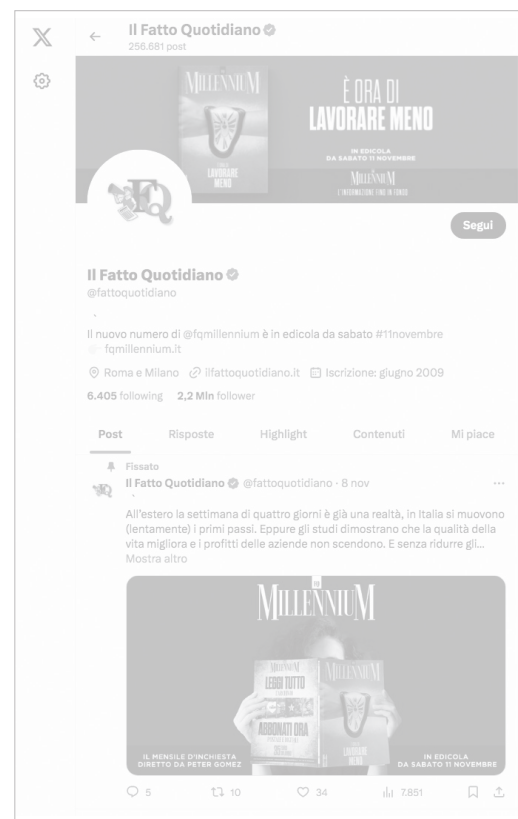 Il Fatto Quotidiano
256.681 post
MILLENNIUM
È ORA DI
LAVORARE MENO
IN EDICOLA
DA SABATO 11 NOVEMBRE
MILLENNIUM
L'INFORMAZIONE FINO IN FONDO
LAVORARE
MENO
FQ
Segui
Il Fatto Quotidiano
@fattoquotidiano
Il nuovo numero di @fqmillennium è in edicola da sabato #11novembre
fqmillennium.it
Roma e Milano ilfattoquotidiano.it Iscrizione: giugno 2009
6.405 following 2,2 Min follower
Post Risposte Highlight Contenuti Mi piace
Fissato
Il Fatto Quotidiano @fattoquotidiano · 8 nov
All'estero la settimana di quattro giorni è già una realtà, in Italia si muovono
(lentamente) i primi passi. Eppure gli studi dimostrano che la qualità della
vita migliora e i profitti delle aziende non scendono. E senza ridurre gli...
Mostra altro
MILLENNIUM
MILLENNIUM
LEGGI TUTTO
ABBONATI ORA
MILLENNIUM
LAVORARE
MENO
IL MENSILE D'INCHIESTA
DIRETTO DA PETER GOMEZ
IN EDICOLA
DA SABATO 11 NOVEMBRE
5 10 34 7.851